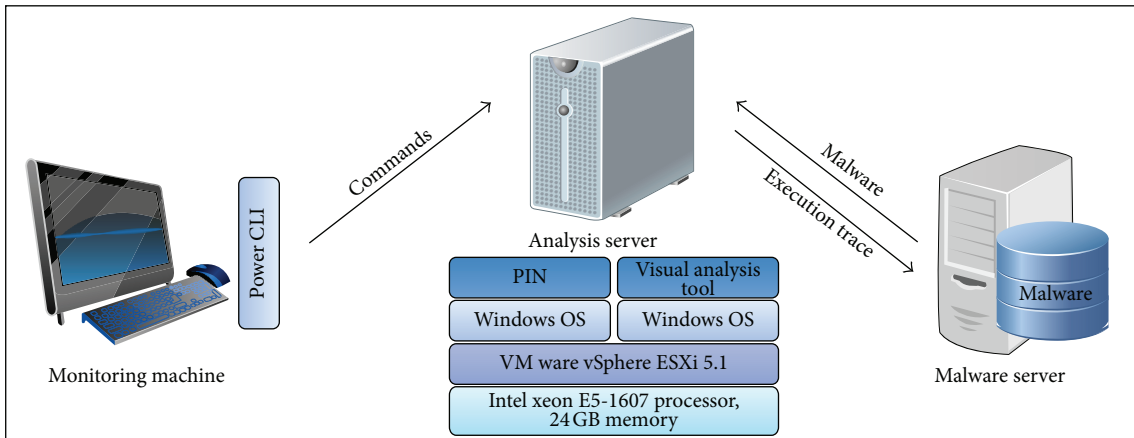 Commands
Malware
Execution trace
Power CLI
Monitoring machine
Analysis server
PIN
Visual analysis
tool
Windows OS
Windows OS
VM ware vSphere ESXi 5.1
Intel xeon E5-1607 processor,
24 GB memory
Malware
Malware server